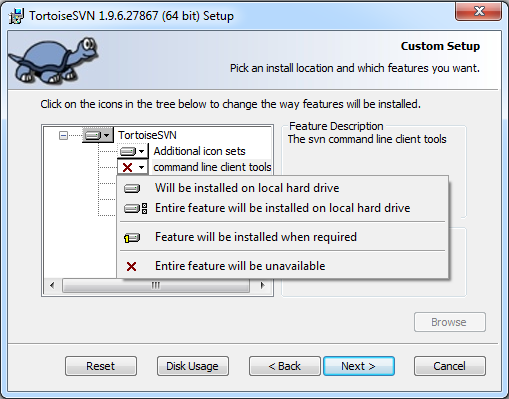 TortoiseSVN 1.9.6.27867 (64 bit) Setup
Custom Setup
Pick an install location and which features you want.
Click on the icons in the tree below to change the way features will be installed.
TortoiseSVN
Additional icon sets
command line client tools
Feature Description
The svn command line client tools
Will be installed on local hard drive
Entire feature will be installed on local hard drive
Feature will be installed when required
Entire feature will be unavailable
Browse
Reset
Disk Usage
< Back
Next >
Cancel